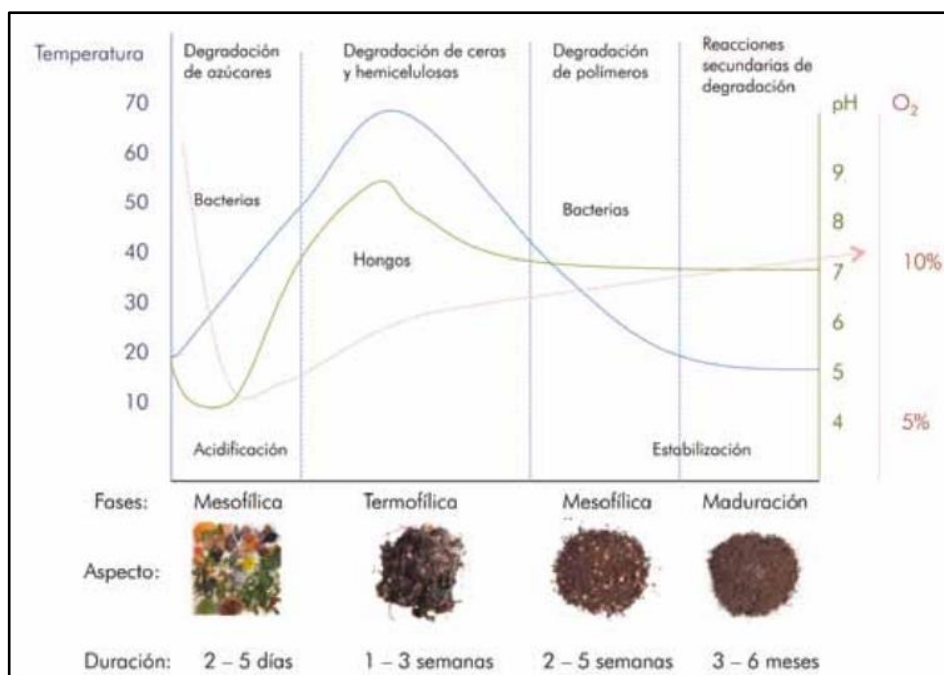 Temperatura
Degradación
de azúcares
Degradación de ceras
y hemicelulosas
Degradación
de polímeros
Reacciones
secundarias de
degradación
pH
O₂
70
60
50
40
30
20
10
9
8
7
6
5
4
10%
5%
Bacterias
Hongos
Bacterias
Acidificación
Estabilización
Fases: Mesofílica Termofílica Mesofílica Maduración
Aspecto:
Duración: 2 – 5 días 1 – 3 semanas 2 – 5 semanas 3 – 6 meses